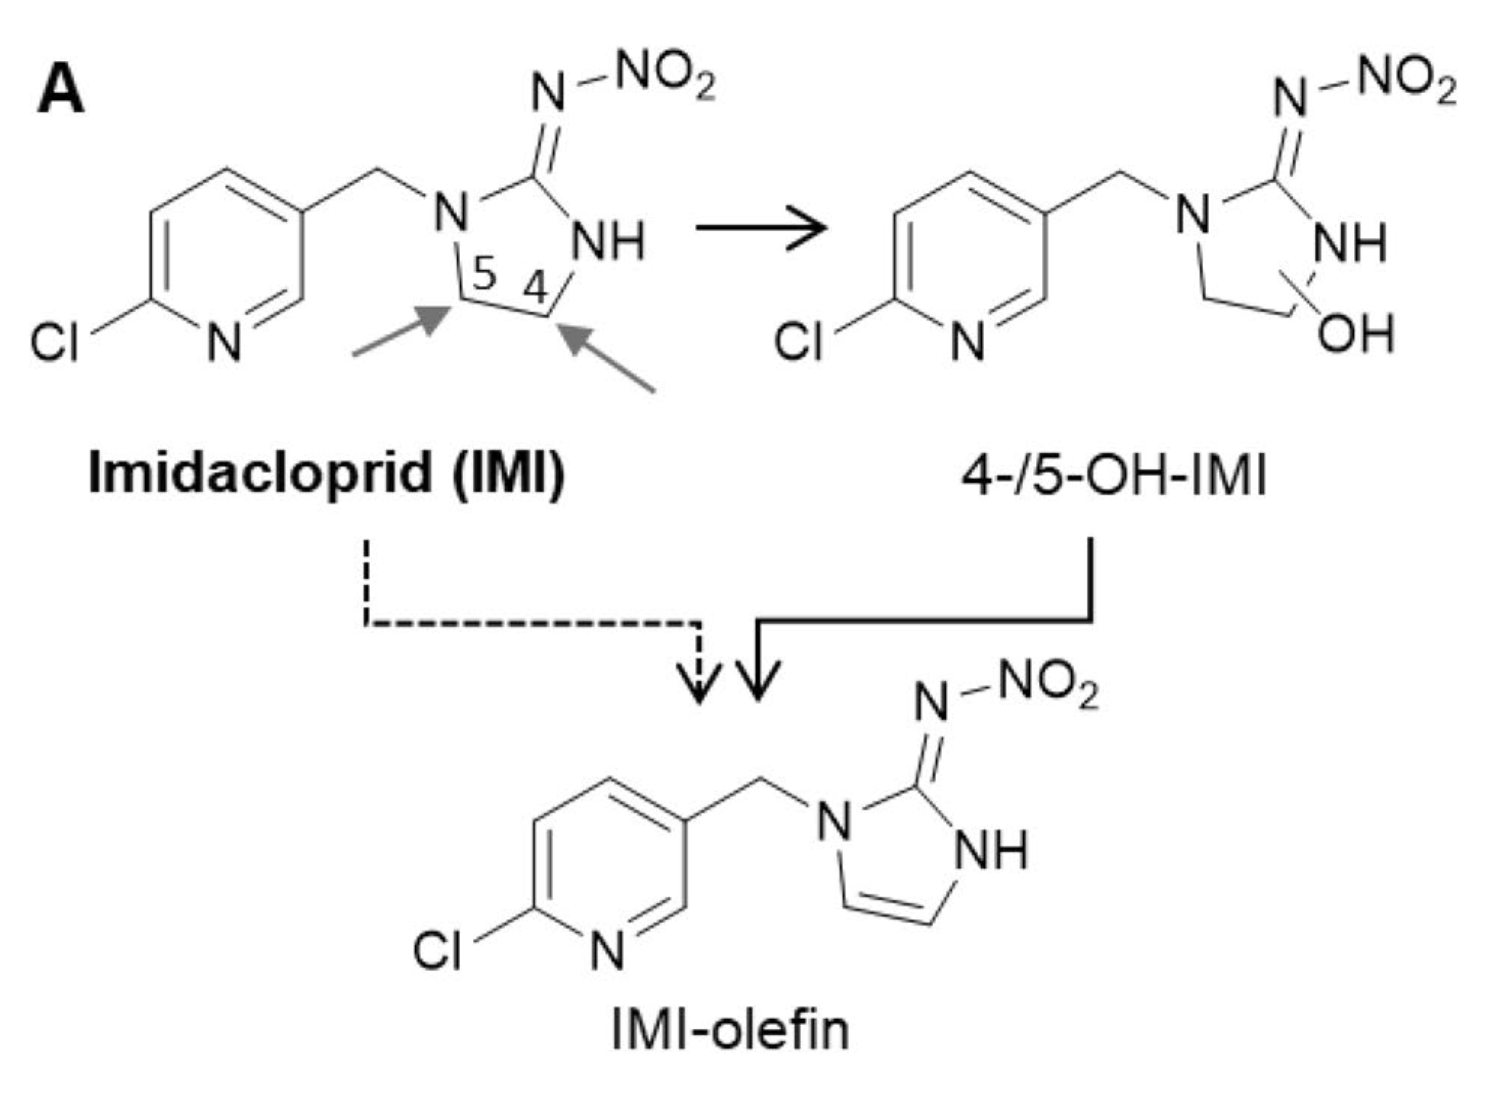 A
N
NO2
N
NH
5
4
Cl
N
Imidacloprid (IMI)
N
NO2
N
NH
OH
Cl
N
4-/5-OH-IMI
N
NO2
N
NH
Cl
N
IMI-olefin